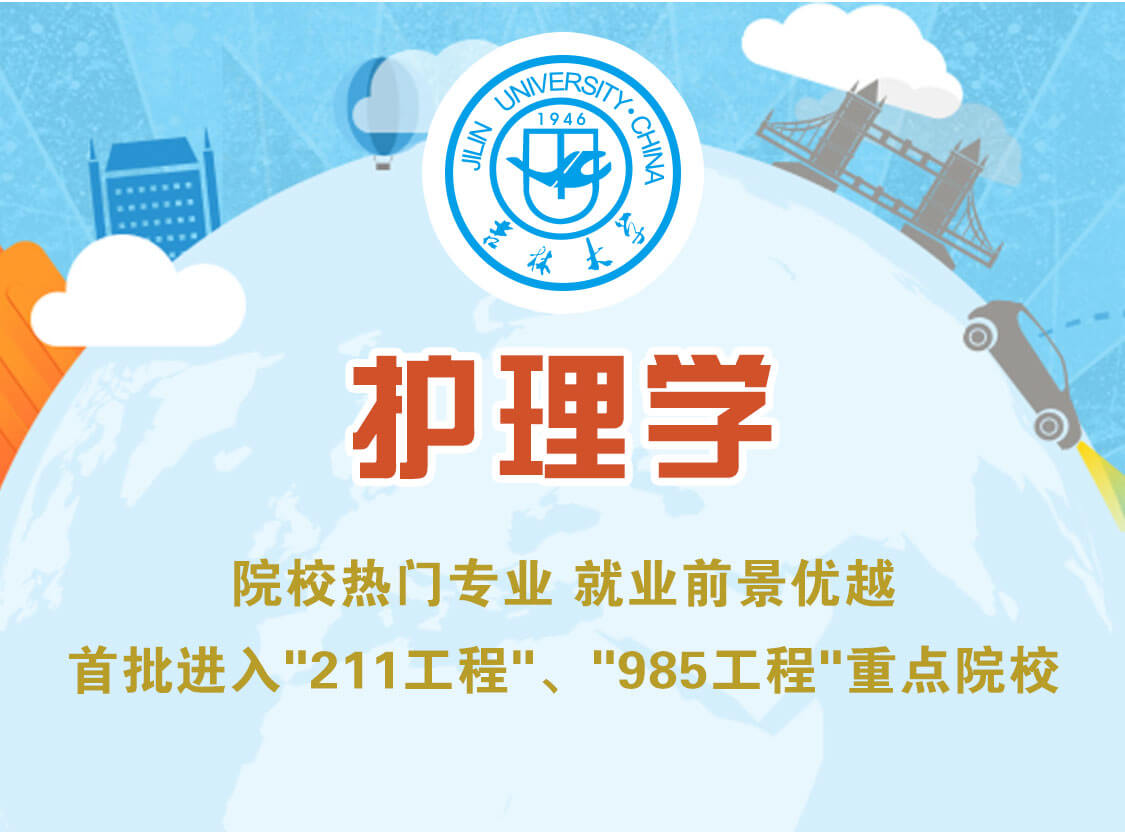 JILIN UNIVERSITY·CHINA
1946
吉林大学
护理学
院校热门专业 就业前景优越
首批进入"211工程"、"985工程"重点院校